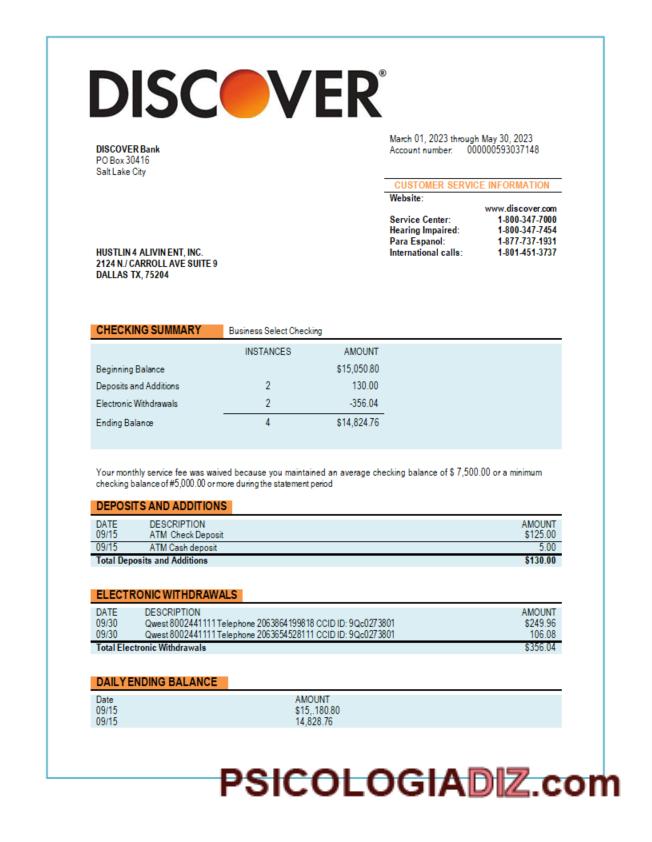 DISCOVER®
March 01, 2023 through May 30, 2023
Account number: 000000593037148
DISCOVER Bank
PO Box 30416
Salt Lake City
CUSTOMER SERVICE INFORMATION
Website:
www.discover.com
Service Center: 1-800-347-7000
Hearing Impaired: 1-800-347-7454
Para Espanol: 1-877-737-1931
International calls: 1-801-451-3737
HUSTLIN 4 ALIVIN ENT, INC.
2124 N./ CARROLL AVE SUITE 9
DALLAS TX, 75204
CHECKING SUMMARY Business Select Checking
INSTANCES AMOUNT
Beginning Balance $15,050.80
Deposits and Additions 2 130.00
Electronic Withdrawals 2 -356.04
Ending Balance 4 $14,824.76
Your monthly service fee was waived because you maintained an average checking balance of $ 7,500.00 or a minimum
checking balance of #5,000.00 or more during the statement period
DEPOSITS AND ADDITIONS
DATE DESCRIPTION AMOUNT
09/15 ATM Check Deposit $125.00
09/15 ATM Cash deposit 5.00
Total Deposits and Additions $130.00
ELECTRONIC WITHDRAWALS
DATE DESCRIPTION AMOUNT
09/30 Qwest 8002441111 Telephone 2063864199818 CCID ID: 9Qc0273801 $249.96
09/30 Qwest 8002441111 Telephone 2063654528111 CCID ID: 9Qc0273801 106.08
Total Electronic Withdrawals $356.04
DAILY ENDING BALANCE
Date AMOUNT
09/15 $15,.180.80
09/15 14,828.76
PSICOLOGIADIZ.com